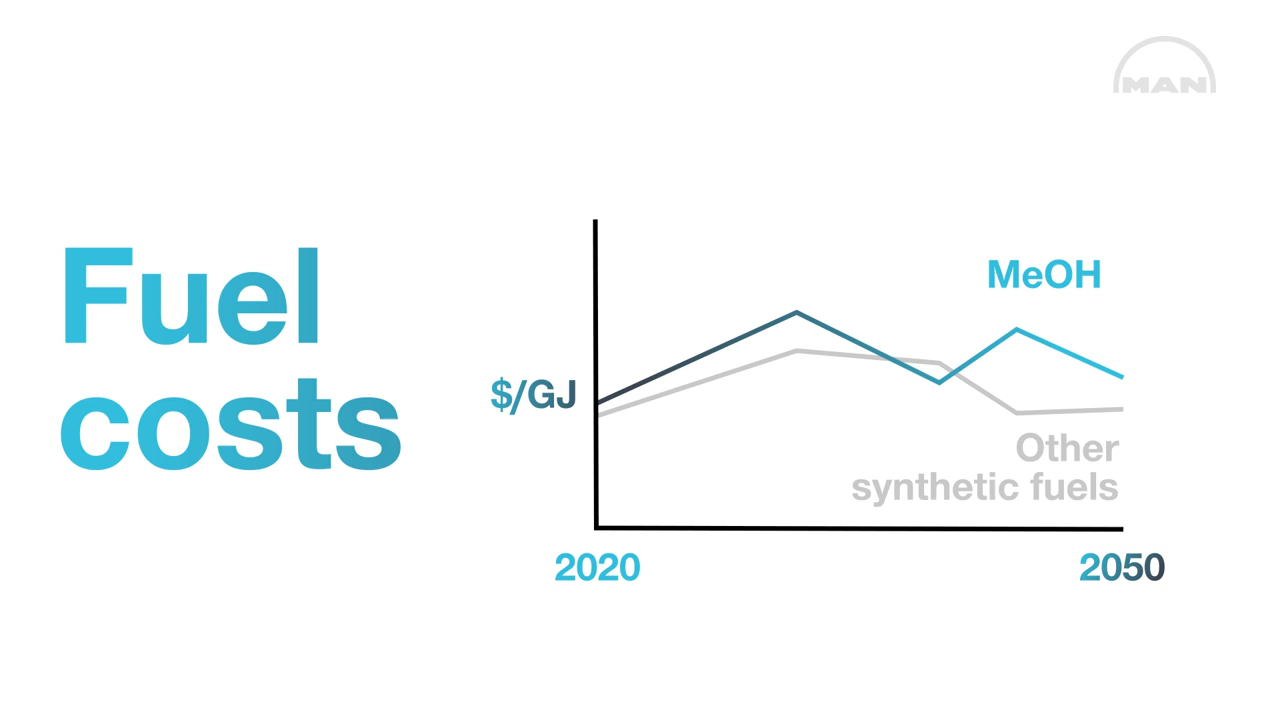 MAN
Fuel
costs
$/GJ
MeOH
Other
synthetic fuels
2020
2050